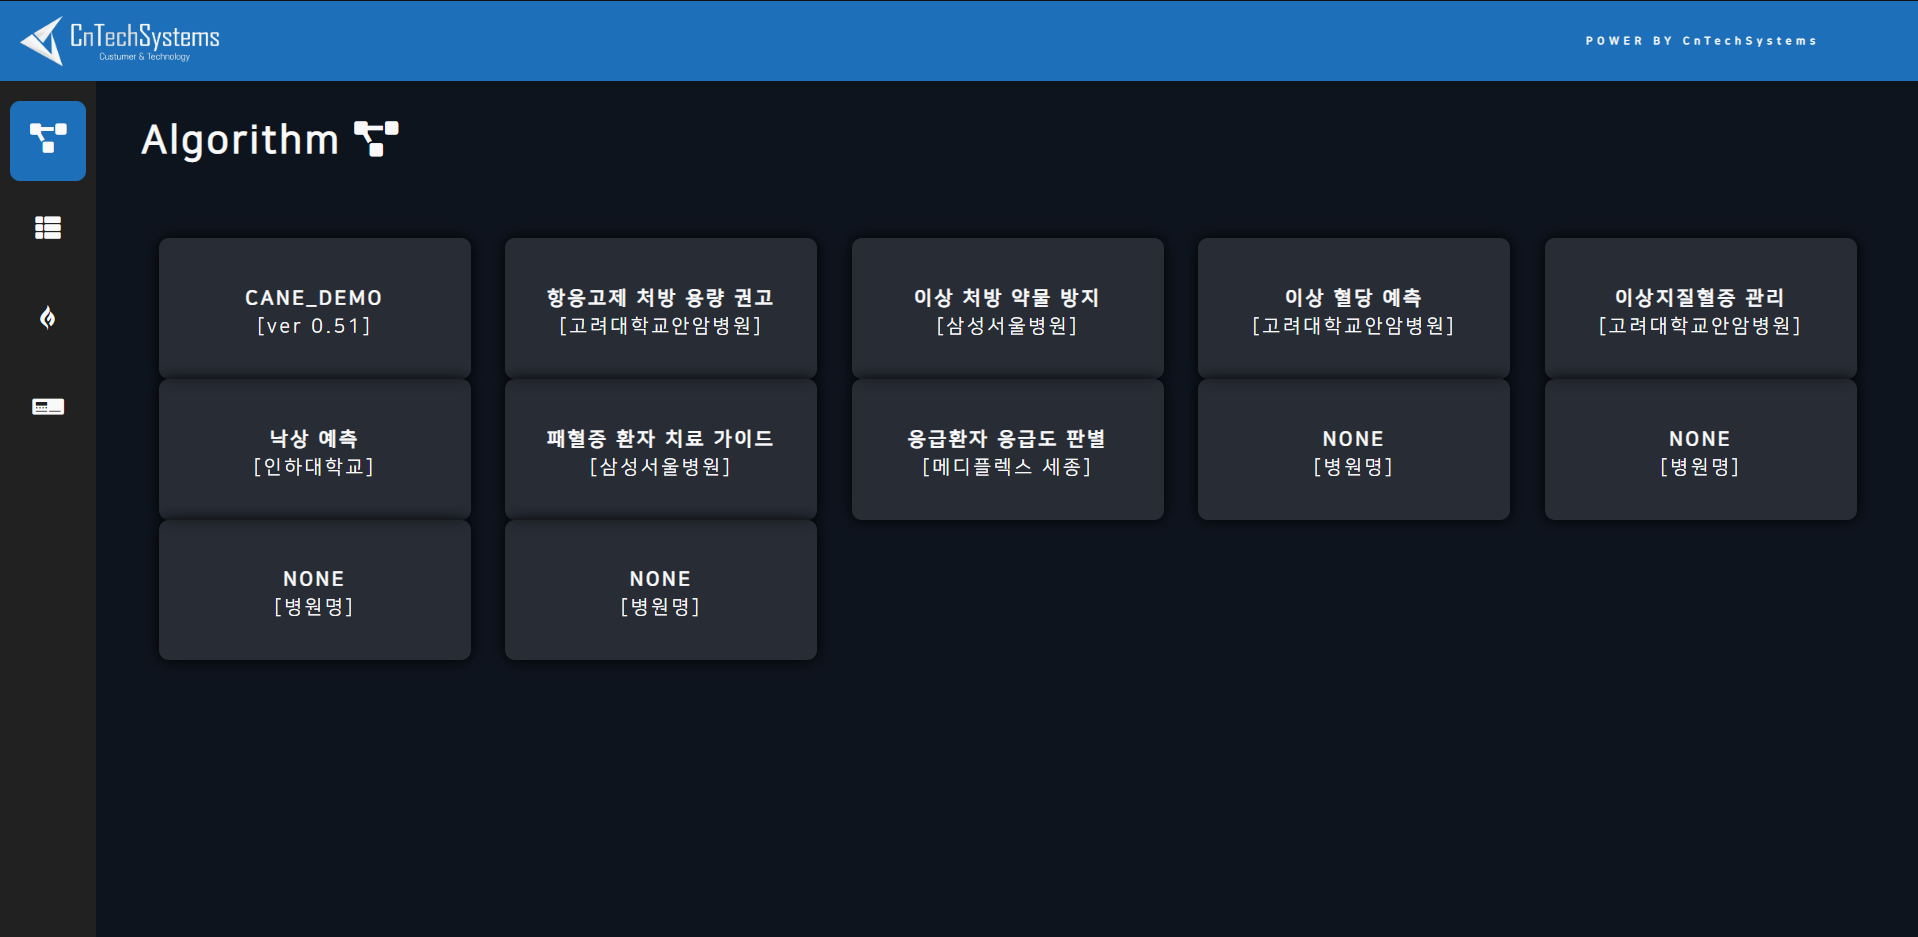 CnTechSystems
Custumer & Technology
POWER BY CnTechSystems
Algorithm
CANE_DEMO
[ver 0.51]
항응고제 처방 용량 권고
[고려대학교안암병원]
이상 처방 약물 방지
[삼성서울병원]
이상 혈당 예측
[고려대학교안암병원]
이상지질혈증 관리
[고려대학교안암병원]
낙상 예측
[인하대학교]
패혈증 환자 치료 가이드
[삼성서울병원]
응급환자 응급도 판별
[메디플렉스 세종]
NONE
[병원명]
NONE
[병원명]
NONE
[병원명]
NONE
[병원명]